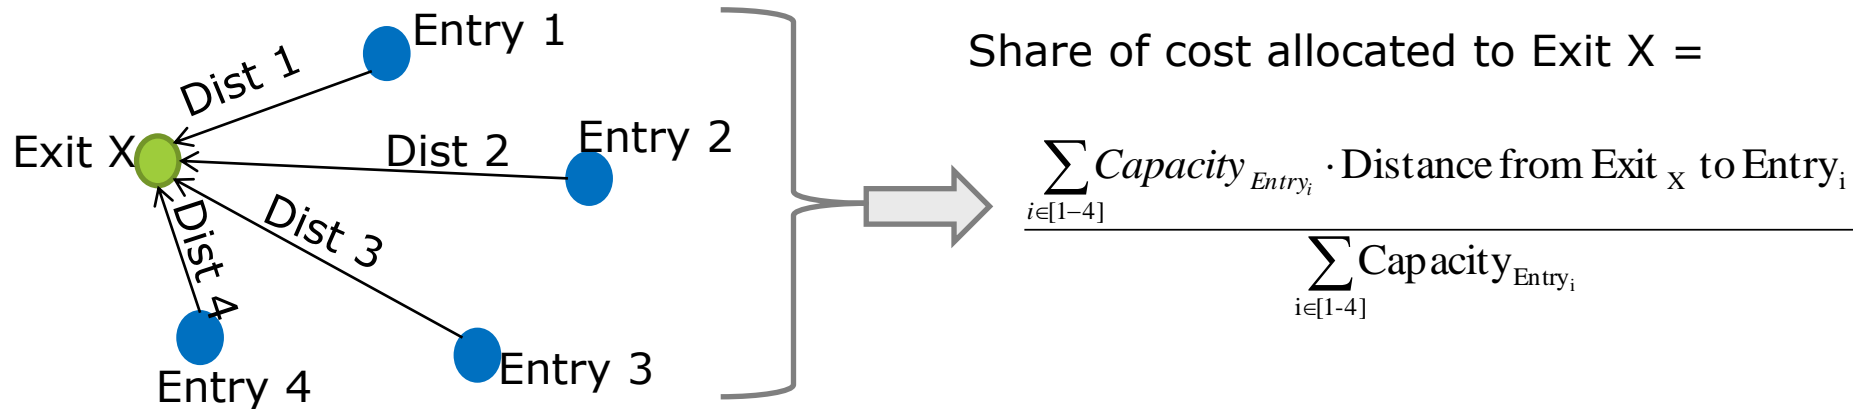 Entry 1
Dist 1
Exit X
Dist 2
Entry 2
Dist 3
Dist 4
Entry 3
Entry 4
Share of cost allocated to Exit X =
∑ Capacity Entryᵢ · Distance from Exit X to Entryᵢ
i∈[1–4]
∑ Capacity Entryᵢ
i∈[1-4]